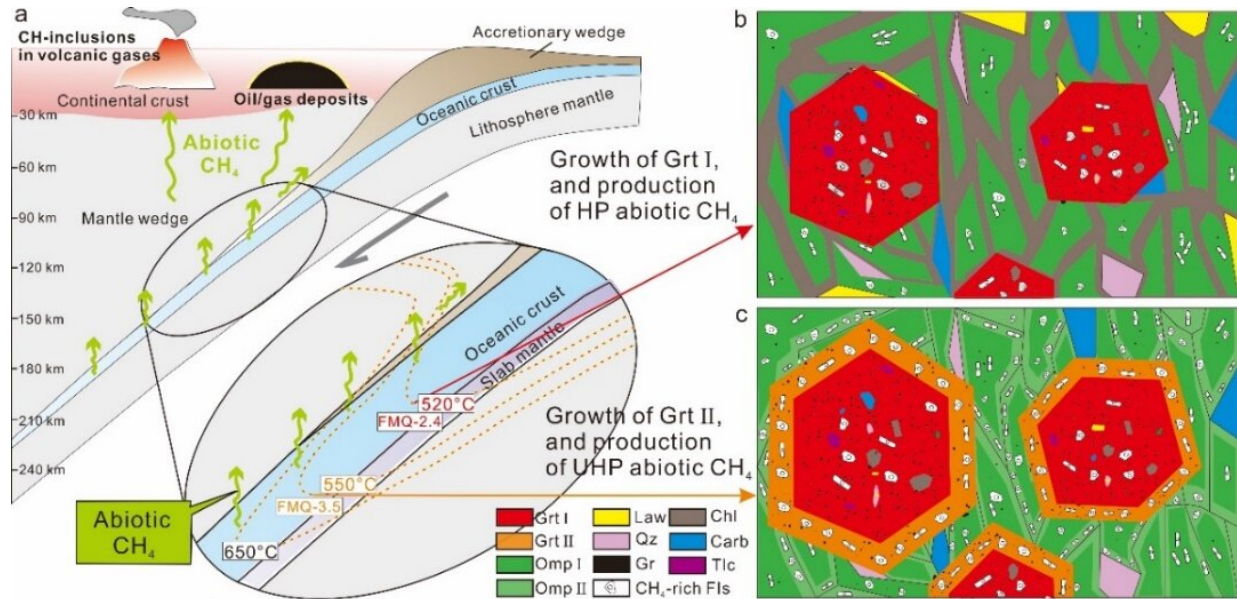 a
CH-inclusions
in volcanic gases
Continental crust
Oil/gas deposits
Accretionary wedge
Oceanic crust
Lithosphere mantle
30 km
60 km
90 km
120 km
150 km
180 km
210 km
240 km
Abiotic
CH₄
Mantle wedge
Growth of Grt I,
and production
of HP abiotic CH₄
Oceanic crust
Slab mantle
520°C
FMQ-2.4
Growth of Grt II,
and production
of UHP abiotic CH₄
550°C
FMQ-3.5
650°C
Abiotic
CH₄
Grt I
Law
Chl
Grt II
Qz
Carb
Omp I
Gr
Tlc
Omp II
CH₄-rich FIs
b
c